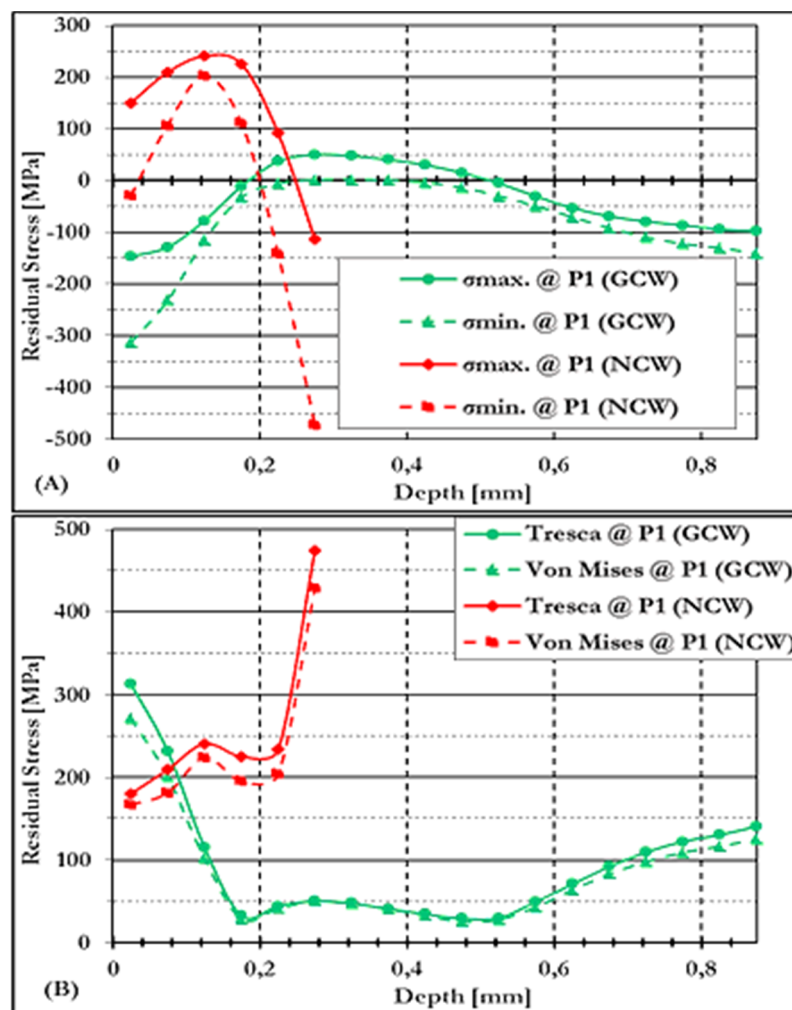 300
200
100
0
-100
-200
-300
-400
-500
Residual Stress [MPa]
σmax. @ P1 (GCW)
σmin. @ P1 (GCW)
σmax. @ P1 (NCW)
σmin. @ P1 (NCW)
0 0,2 0,4 0,6 0,8
(A)
Depth [mm]
500
400
300
200
100
0
Residual Stress [MPa]
Tresca @ P1 (GCW)
Von Mises @ P1 (GCW)
Tresca @ P1 (NCW)
Von Mises @ P1 (NCW)
0 0,2 0,4 0,6 0,8
(B)
Depth [mm]